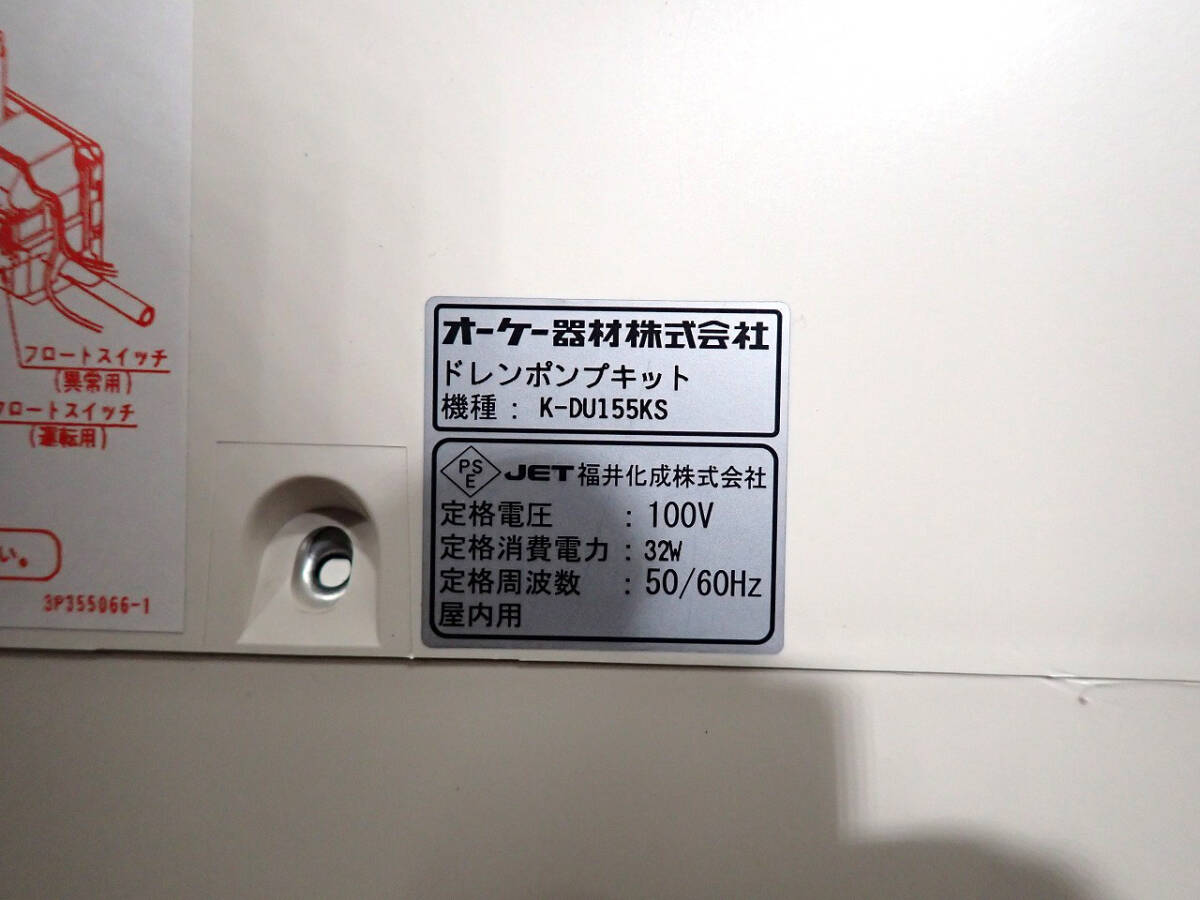 フロートスイッチ
(異常用)
フロートスイッチ
(運転用)
い。
3P355066-1
オーケー器材株式会社
ドレンポンプキット
機種: K-DU155KS
PS
E
JET福井化成株式会社
定格電圧 : 100V
定格消費電力 : 32W
定格周波数 : 50/60Hz
屋内用